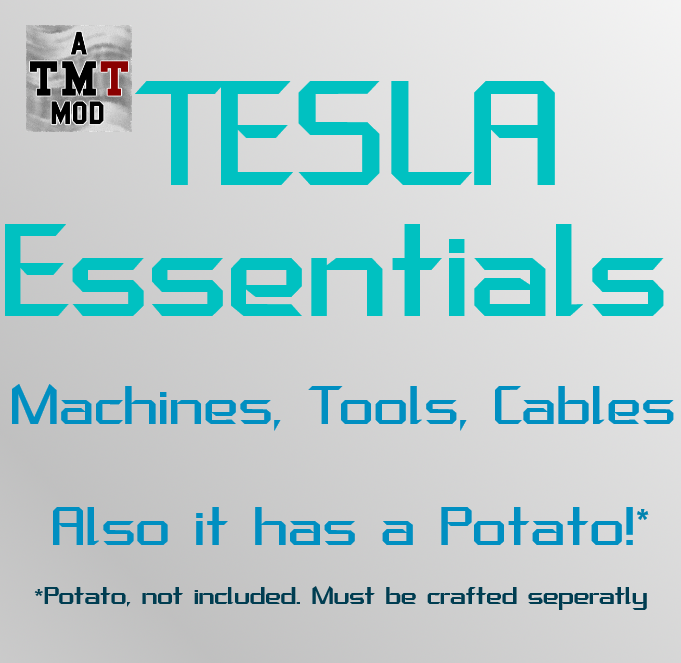 A
TMT
MOD
TESLA
Essentials
Machines, Tools, Cables
Also it has a Potato!*
*Potato, not included. Must be crafted seperatly